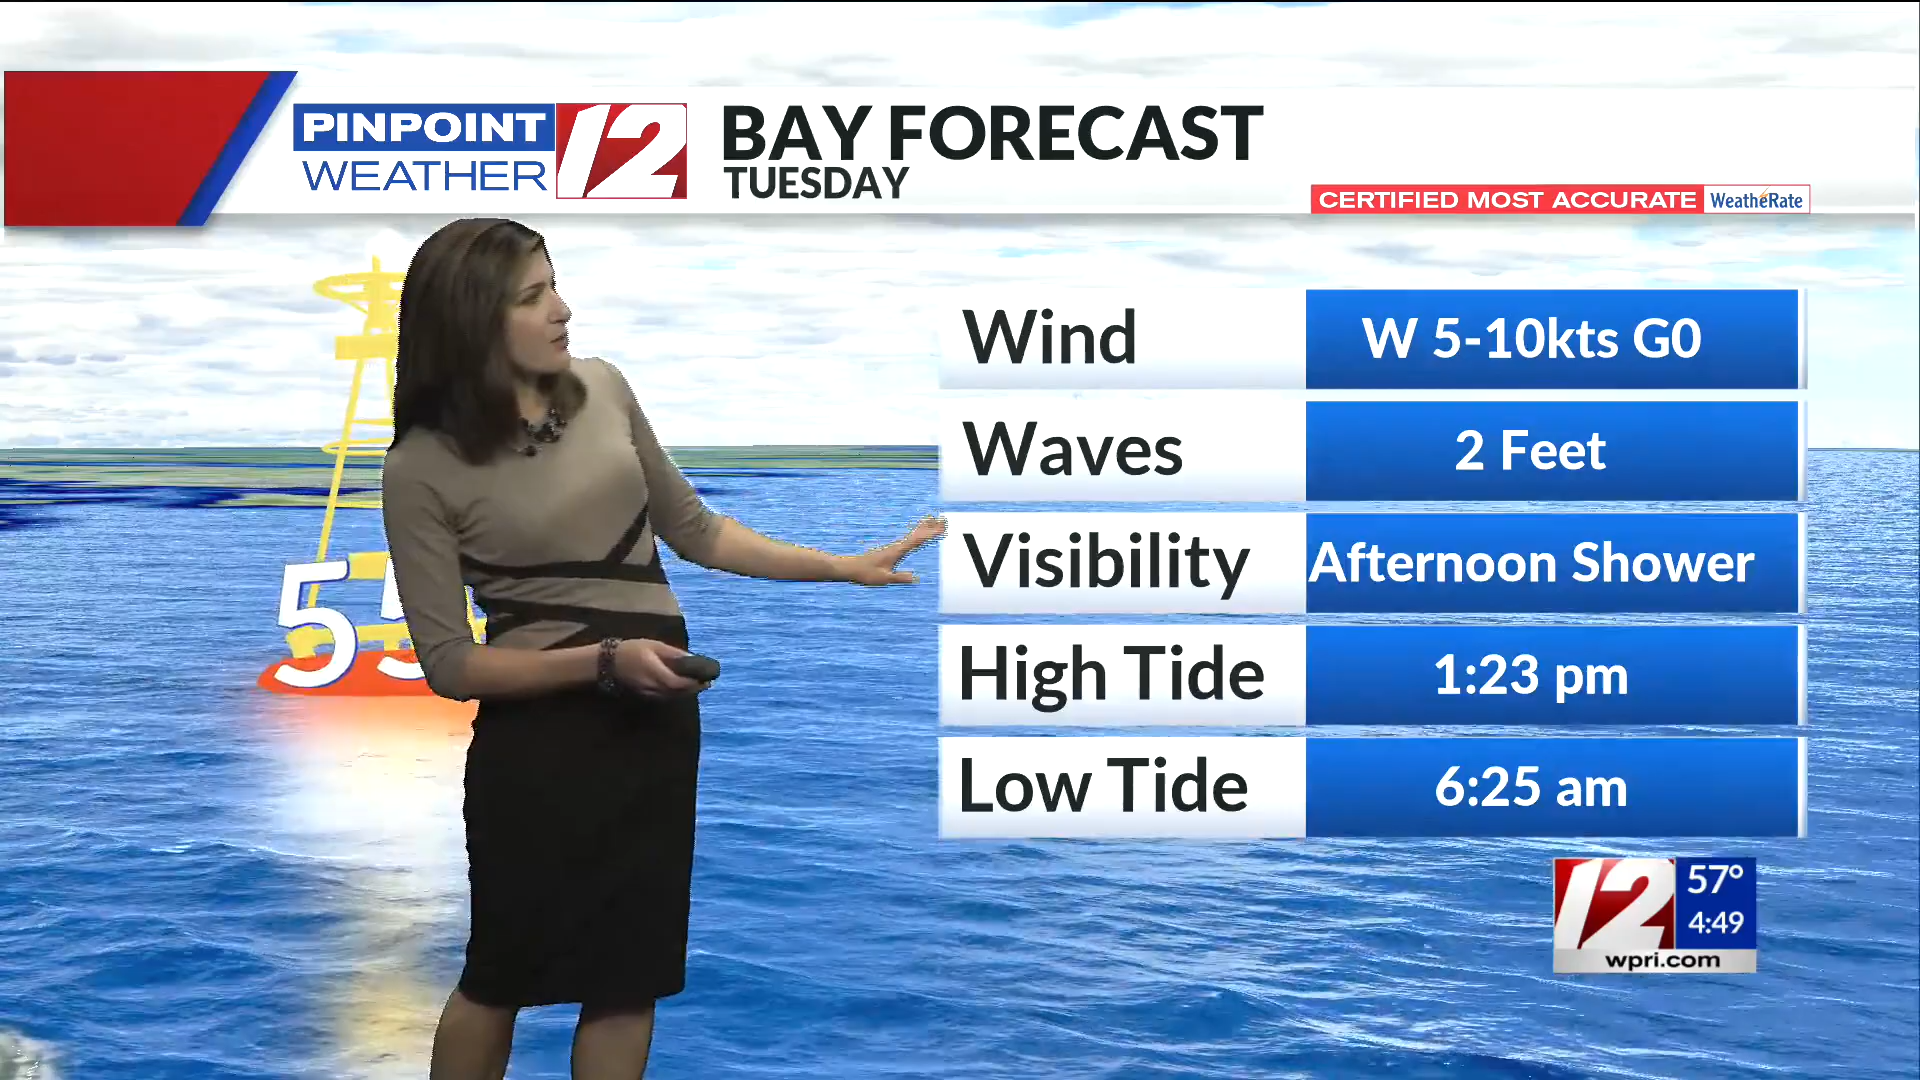 PINPOINT
WEATHER
12
BAY FORECAST
TUESDAY
CERTIFIED MOST ACCURATE
WeatheRate
Wind
W 5-10kts G0
Waves
2 Feet
Visibility
Afternoon Shower
High Tide
1:23 pm
Low Tide
6:25 am
55
12
57°
4:49
wpri.com